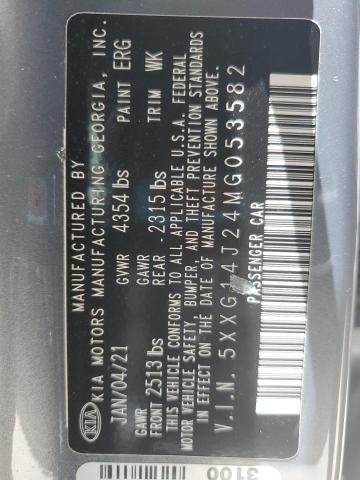 KIA
MANUFACTURED BY
KIA MOTORS MANUFACTURING GEORGIA, INC.
JAN/04/21 GVWR 4354 lbs PAINT ERG
GAWR FRONT 2513 lbs GAWR REAR 2315 lbs TRIM WK
THIS VEHICLE CONFORMS TO ALL APPLICABLE U.S.A. FEDERAL
MOTOR VEHICLE SAFETY, BUMPER, AND THEFT PREVENTION STANDARDS
IN EFFECT ON THE DATE OF MANUFACTURE SHOWN ABOVE.
V.I.N. 5XXG14J24MG053582
PASSENGER CAR
3100